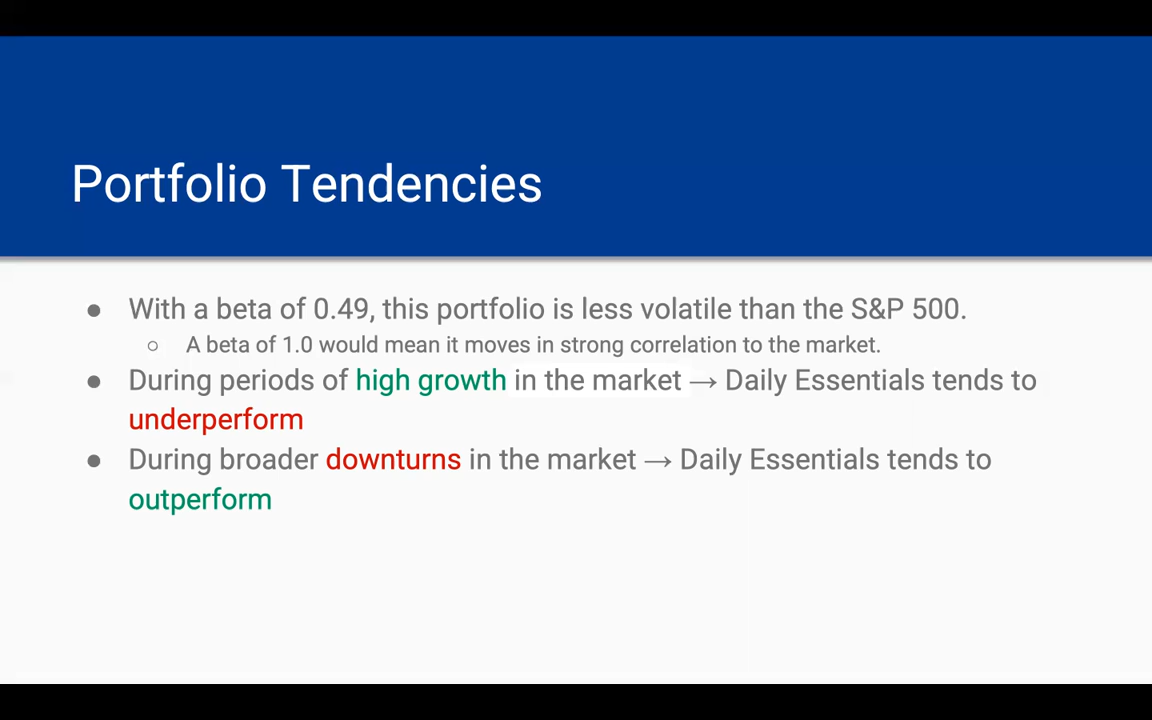 Portfolio Tendencies
● With a beta of 0.49, this portfolio is less volatile than the S&P 500.
○ A beta of 1.0 would mean it moves in strong correlation to the market.
● During periods of high growth in the market → Daily Essentials tends to
underperform
● During broader downturns in the market → Daily Essentials tends to
outperform